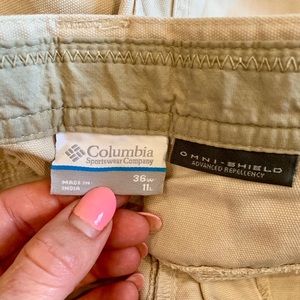 Columbia
Sportswear Company
MADE IN
INDIA
36W
11L
OMNI-SHIELD
ADVANCED REPELLENCY